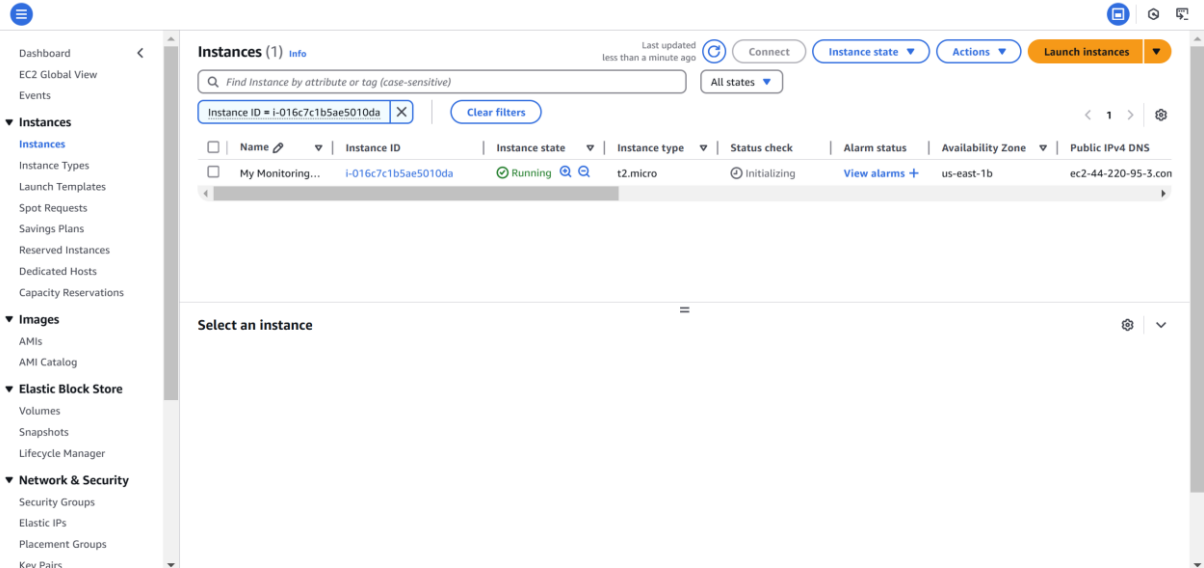 Dashboard
EC2 Global View
Events
Instances
Instances
Instance Types
Launch Templates
Spot Requests
Savings Plans
Reserved Instances
Dedicated Hosts
Capacity Reservations
Images
AMIs
AMI Catalog
Elastic Block Store
Volumes
Snapshots
Lifecycle Manager
Network & Security
Security Groups
Elastic IPs
Placement Groups
Key Pairs
Instances (1) Info
Last updated
less than a minute ago
Connect
Instance state
Actions
Launch instances
Find Instance by attribute or tag (case-sensitive)
All states
Instance ID = i-016c7c1b5ae5010da
Clear filters
1
Name Instance ID Instance state Instance type Status check Alarm status Availability Zone Public IPv4 DNS
My Monitoring... i-016c7c1b5ae5010da Running t2.micro Initializing View alarms + us-east-1b ec2-44-220-95-3.con
Select an instance